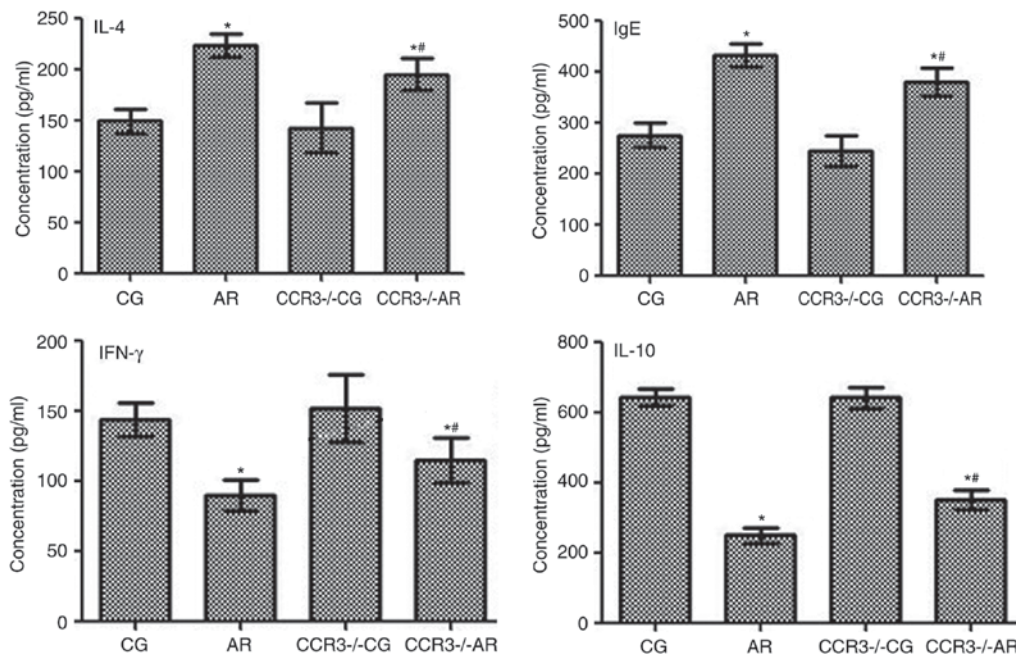 IL-4
Concentration (pg/ml)
250
200
150
100
50
0
*
*#
CG AR CCR3-/-CG CCR3-/-AR
IgE
Concentration (pg/ml)
500
400
300
200
100
0
*
*#
CG AR CCR3-/-CG CCR3-/-AR
IFN-γ
Concentration (pg/ml)
200
150
100
50
0
*
*#
CG AR CCR3-/-CG CCR3-/-AR
IL-10
Concentration (pg/ml)
800
600
400
200
0
*
*#
CG AR CCR3-/-CG CCR3-/-AR